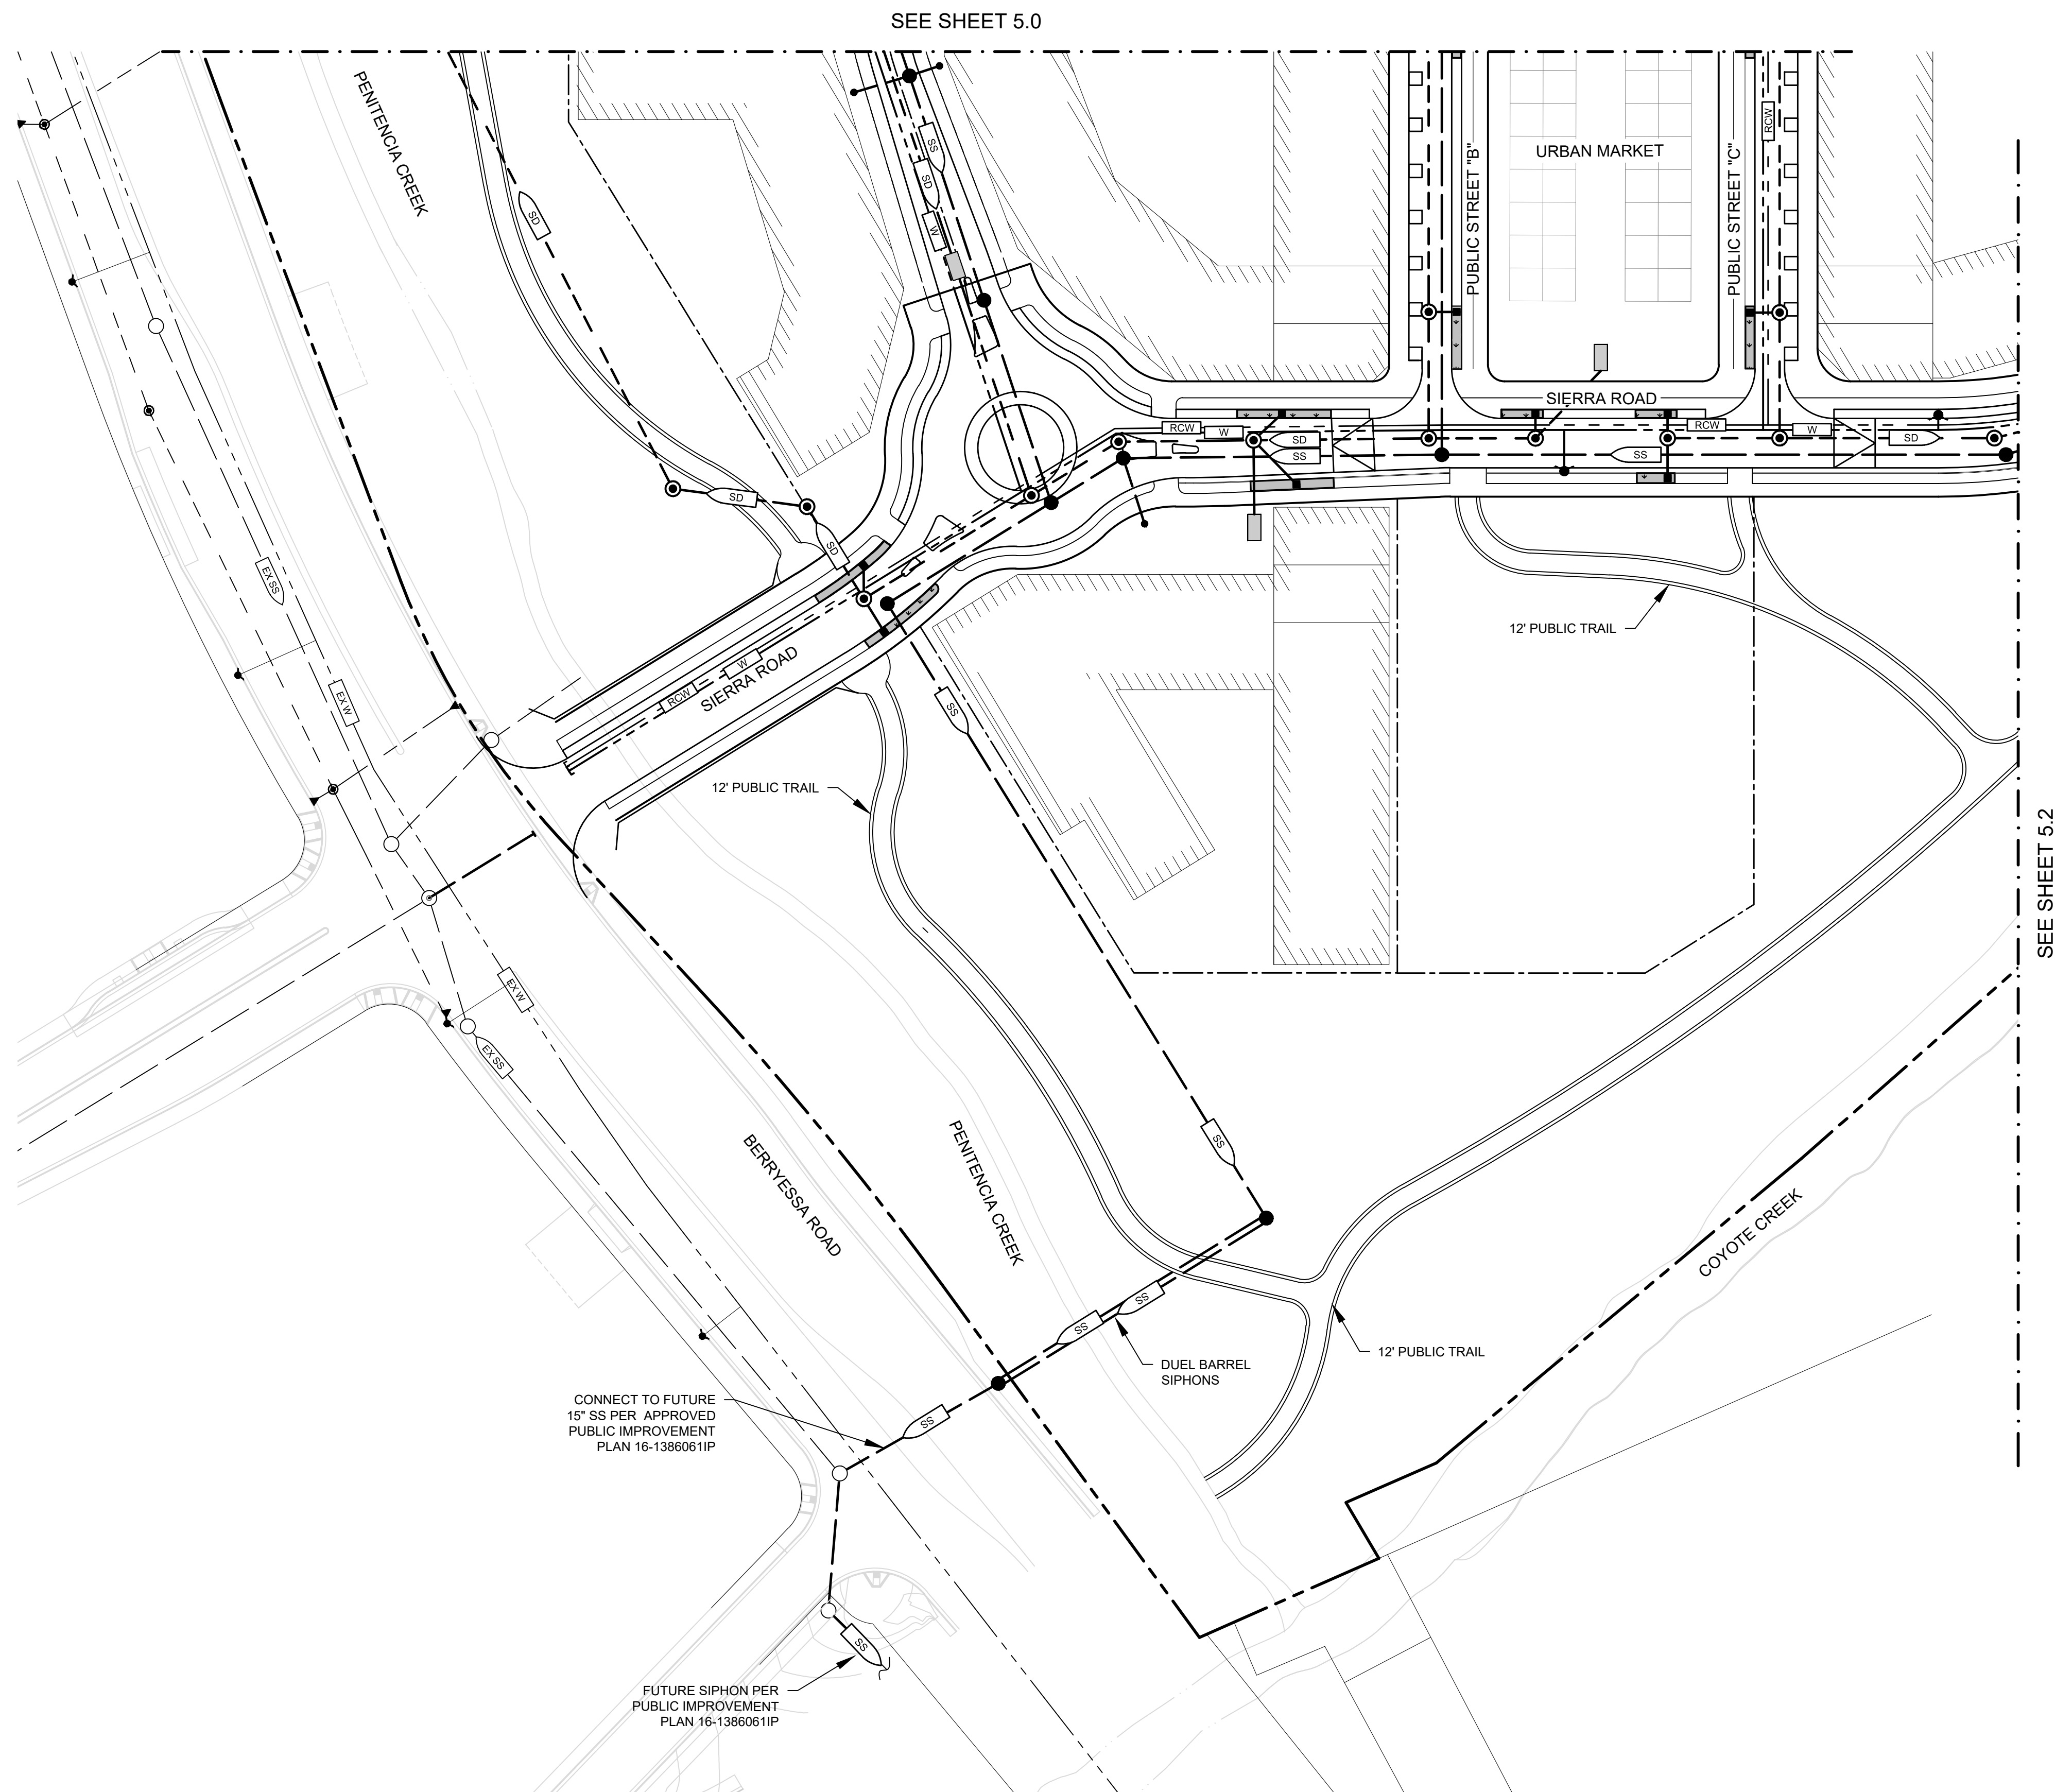 SEE SHEET 5.0
PENITENCIA CREEK
SD
SS
SD
W
RCW
URBAN MARKET
PUBLIC STREET "B"
PUBLIC STREET "C"
SIERRA ROAD
RCW
W
SD
SS
SS
RCW
W
SD
SD
SD
EX SS
EX W
W
RCW
SIERRA ROAD
SS
12' PUBLIC TRAIL
12' PUBLIC TRAIL
SEE SHEET 5.2
EX W
EX SS
SS
BERRYESSA ROAD
PENITENCIA CREEK
COYOTE CREEK
SS
SS
12' PUBLIC TRAIL
DUEL BARREL
SIPHONS
CONNECT TO FUTURE
15" SS PER APPROVED
PUBLIC IMPROVEMENT
PLAN 16-1386061IP
SS
SS
FUTURE SIPHON PER
PUBLIC IMPROVEMENT
PLAN 16-1386061IP